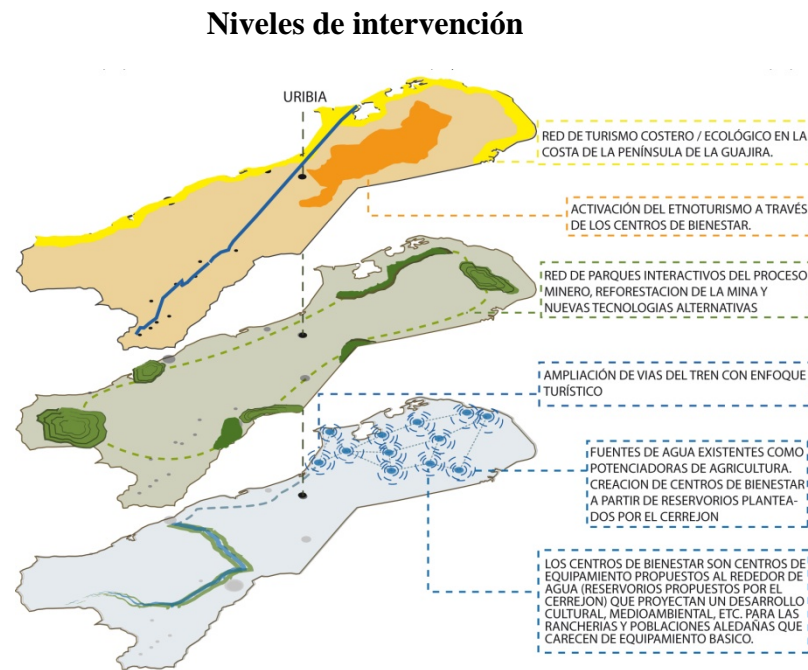 Niveles de intervención
URIBIA
RED DE TURISMO COSTERO / ECOLÓGICO EN LA
COSTA DE LA PENÍNSULA DE LA GUAJIRA.
ACTIVACIÓN DEL ETNOTURISMO A TRAVÉS
DE LOS CENTROS DE BIENESTAR.
RED DE PARQUES INTERACTIVOS DEL PROCESO
MINERO, REFORESTACION DE LA MINA Y
NUEVAS TECNOLOGIAS ALTERNATIVAS
AMPLIACIÓN DE VIAS DEL TREN CON ENFOQUE
TURÍSTICO
FUENTES DE AGUA EXISTENTES COMO
POTENCIADORAS DE AGRICULTURA.
CREACION DE CENTROS DE BIENESTAR
A PARTIR DE RESERVORIOS PLANTEA-
DOS POR EL CERREJON
LOS CENTROS DE BIENESTAR SON CENTROS DE
EQUIPAMIENTO PROPUESTOS AL REDEDOR DE
AGUA (RESERVORIOS PROPUESTOS POR EL
CERREJON) QUE PROYECTAN UN DESARROLLO
CULTURAL, MEDIOAMBIENTAL, ETC. PARA LAS
RANCHERIAS Y POBLACIONES ALEDAÑAS QUE
CARECEN DE EQUIPAMIENTO BASICO.